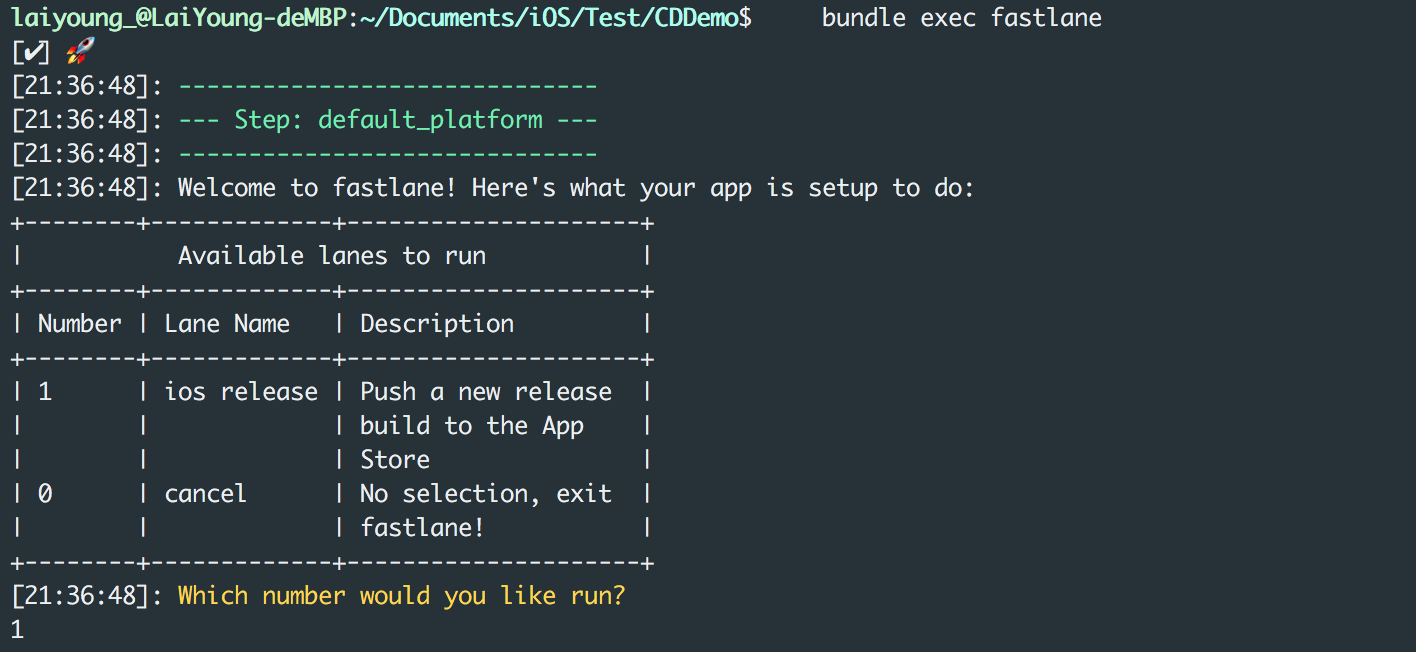 laiyoung_@LaiYoung-deMBP:~/Documents/iOS/Test/CDDemo$     bundle exec fastlane
[✔] 🚀
[21:36:48]: ------------------------------
[21:36:48]: --- Step: default_platform ---
[21:36:48]: ------------------------------
[21:36:48]: Welcome to fastlane! Here's what your app is setup to do:
+--------+-------------+---------------------+
|           Available lanes to run           |
+--------+-------------+---------------------+
| Number | Lane Name   | Description         |
+--------+-------------+---------------------+
| 1      | ios release | Push a new release  |
|        |             | build to the App    |
|        |             | Store               |
| 0      | cancel      | No selection, exit  |
|        |             | fastlane!           |
+--------+-------------+---------------------+
[21:36:48]: Which number would you like run?
1